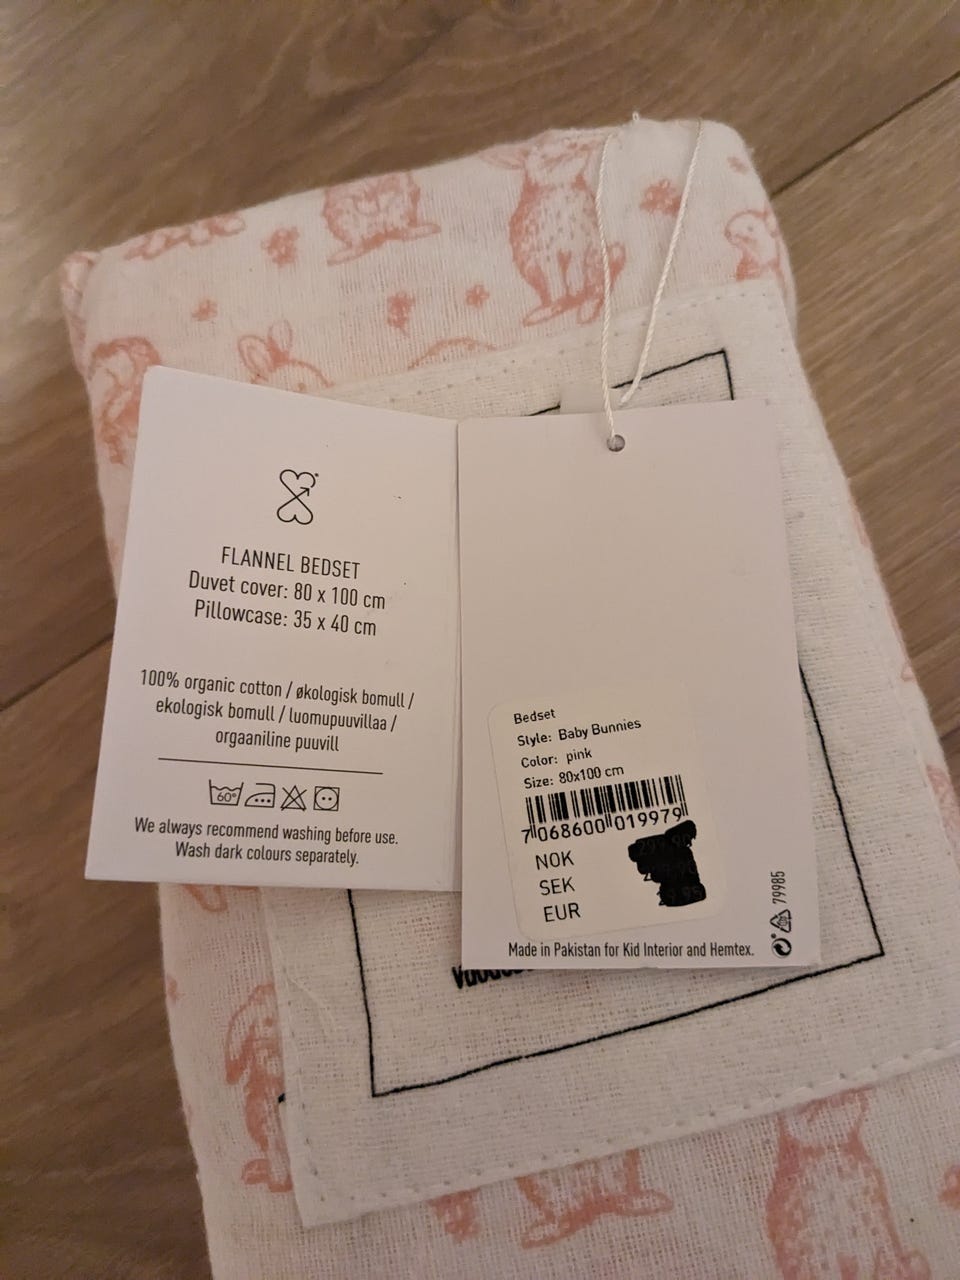 FLANNEL BEDSET
Duvet cover: 80 x 100 cm
Pillowcase: 35 x 40 cm
100% organic cotton / økologisk bomull /
ekologisk bomull / luomupuuvillaa /
orgaaniline puuvill
60°
We always recommend washing before use.
Wash dark colours separately.
Bedset
Style: Baby Bunnies
Color: pink
Size: 80x100 cm
7 068600 019979
NOK
SEK
EUR
Made in Pakistan for Kid Interior and Hemtex.
79985